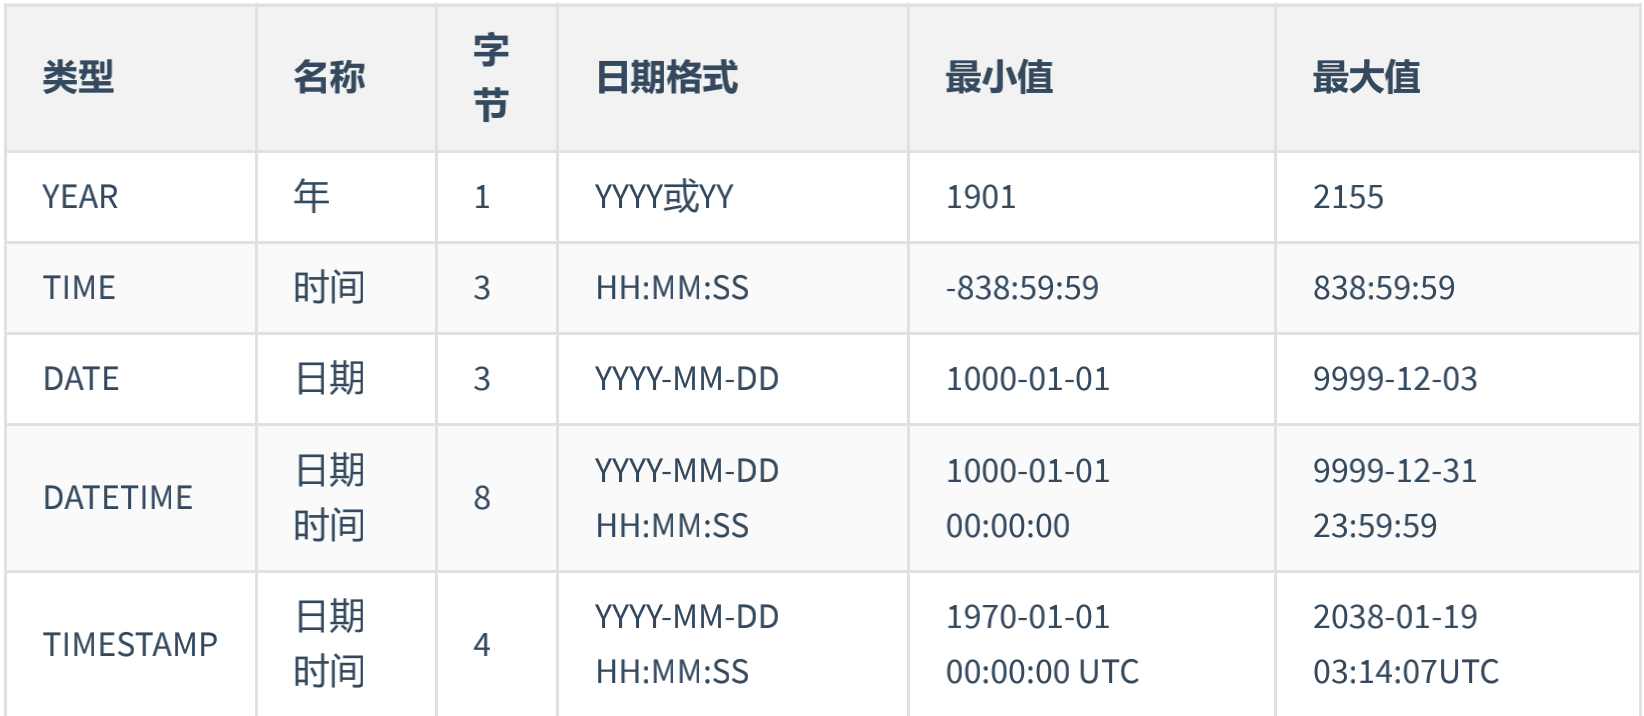 类型 名称 字节 日期格式 最小值 最大值
YEAR 年 1 YYYY或YY 1901 2155
TIME 时间 3 HH:MM:SS -838:59:59 838:59:59
DATE 日期 3 YYYY-MM-DD 1000-01-01 9999-12-03
DATETIME 日期时间 8 YYYY-MM-DD HH:MM:SS 1000-01-01 00:00:00 9999-12-31 23:59:59
TIMESTAMP 日期时间 4 YYYY-MM-DD HH:MM:SS 1970-01-01 00:00:00 UTC 2038-01-19 03:14:07UTC